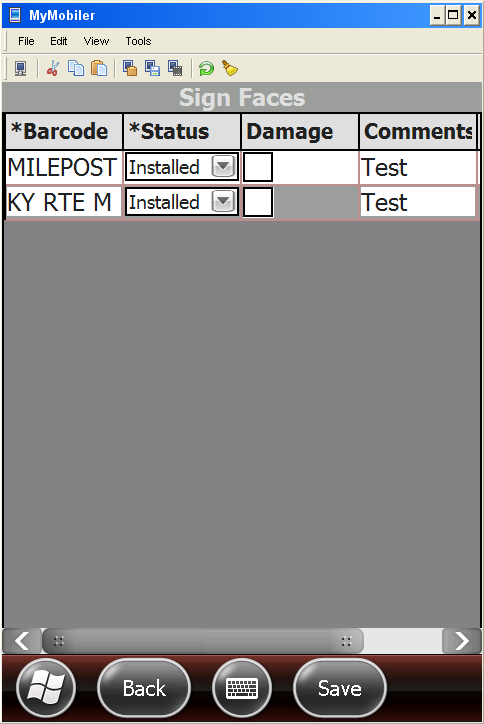 MyMobiler
File Edit View Tools
Sign Faces
*Barcode *Status Damage Comments
MILEPOST Installed Test
KY RTE M Installed Test
Back Save